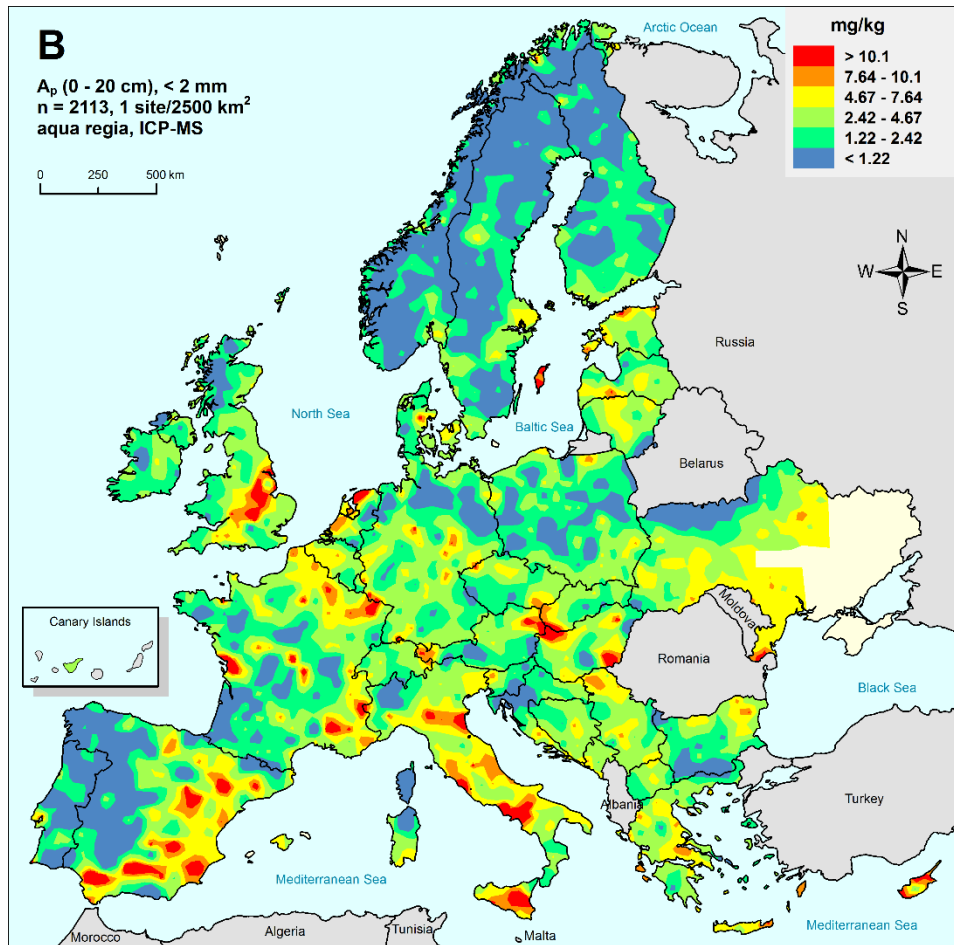 B
Aₚ (0 - 20 cm), < 2 mm
n = 2113, 1 site/2500 km²
aqua regia, ICP-MS
0 250 500 km
Arctic Ocean
mg/kg
> 10.1
7.64 - 10.1
4.67 - 7.64
2.42 - 4.67
1.22 - 2.42
< 1.22
N
W E
S
Russia
North Sea
Baltic Sea
Belarus
Canary Islands
Moldova
Romania
Black Sea
Albania
Turkey
Mediterranean Sea
Mediterranean Sea
Morocco
Algeria
Tunisia
Malta